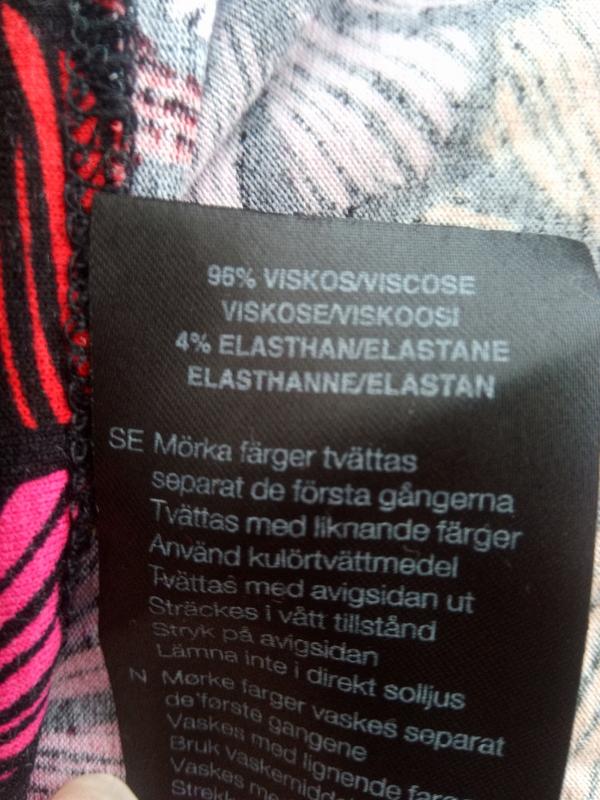 96% VISKOS/VISCOSE
VISKOSE/VISKOOSI
4% ELASTHAN/ELASTANE
ELASTHANNE/ELASTAN
SE Mörka färger tvättas
separat de första gångerna
Tvättas med liknande färger
Använd kulörtvättmedel
Tvättas med avigsidan ut
Sträckes i vått tillstånd
Stryk på avigsidan
Lämna inte i direkt solljus
N Mørke farger vaskes separat
de første gangene
Vaskes med lignende
Bruk
Vaskes